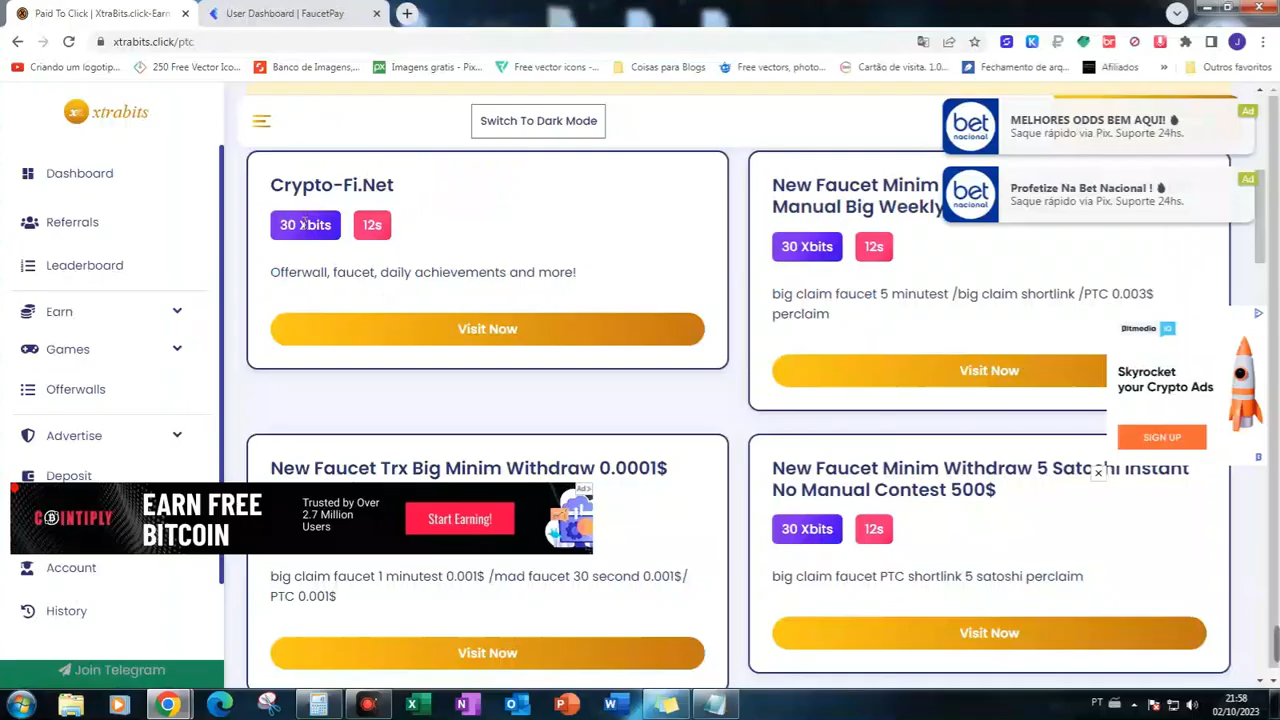 Paid To Click | XtraBits.click-Earn
User Dashboard | FaucetPay
xtrabits.click/ptc
Criando um logotip...
250 Free Vector Ico...
Banco de Imagens,...
Imagens gratis - Pix...
Free vector icons -...
Coisas para Blogs
Free vectors, photo...
Cartão de visita. 1.0...
Fechamento de arq...
Afiliados
»
Outros favoritos
xtrabits
Switch To Dark Mode
Dashboard
Referrals
Leaderboard
Earn
Games
Offerwalls
Advertise
Deposit
Account
History
Join Telegram
Crypto-Fi.Net
30 Xbits 12s
Offerwall, faucet, daily achievements and more!
Visit Now
New Faucet Minim
Manual Big Weekly
30 Xbits 12s
big claim faucet 5 minutest /big claim shortlink /PTC 0.003$
perclaim
Visit Now
bet
nacional
MELHORES ODDS BEM AQUI!
Saque rápido via Pix. Suporte 24hs.
Ad
bet
nacional
Profetize Na Bet Nacional !
Saque rápido via Pix. Suporte 24hs.
Ad
Bitmedia IO
Skyrocket
your Crypto Ads
SIGN UP
New Faucet Trx Big Minim Withdraw 0.0001$
big claim faucet 1 minutest 0.001$ /mad faucet 30 second 0.001$/
PTC 0.001$
Visit Now
New Faucet Minim Withdraw 5 Satoshi Instant
No Manual Contest 500$
30 Xbits 12s
big claim faucet PTC shortlink 5 satoshi perclaim
Visit Now
COINTIPLY
EARN FREE
BITCOIN
Trusted by Over
2.7 Million
Users
Start Earning!
Ad
PT
21:58
02/10/2023